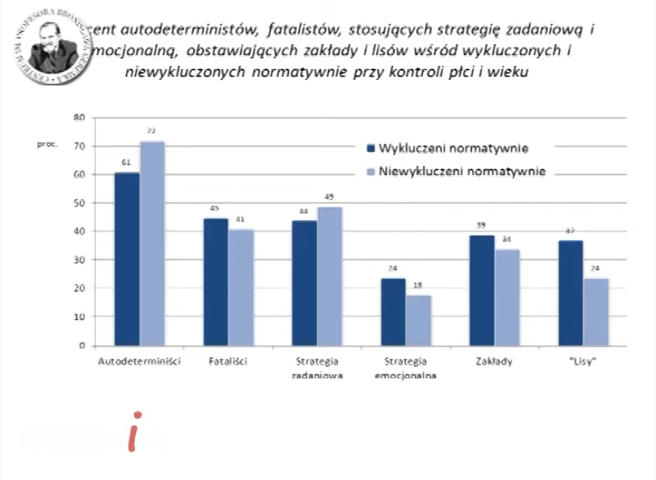 cent autodeterministów, fatalistów, stosujących strategię zadaniową i
emocjonalną, obstawiających zakłady i lisów wśród wykluczonych i
niewykluczonych normatywnie przy kontroli płci i wieku
proc.
80
70
60
50
40
30
20
10
0
61 72
45 41
44 49
24 18
39 34
37 24
Wykluczeni normatywnie
Niewykluczeni normatywnie
Autodeterminiści Fataliści Strategia zadaniowa Strategia emocjonalna Zakłady "Lisy"
i